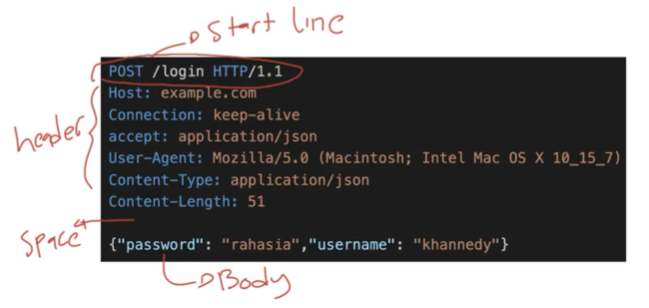 Start line
POST /login HTTP/1.1
header
Host: example.com
Connection: keep-alive
accept: application/json
User-Agent: Mozilla/5.0 (Macintosh; Intel Mac OS X 10_15_7)
Content-Type: application/json
Content-Length: 51
Space
{"password": "rahasia","username": "khannedy"}
Body